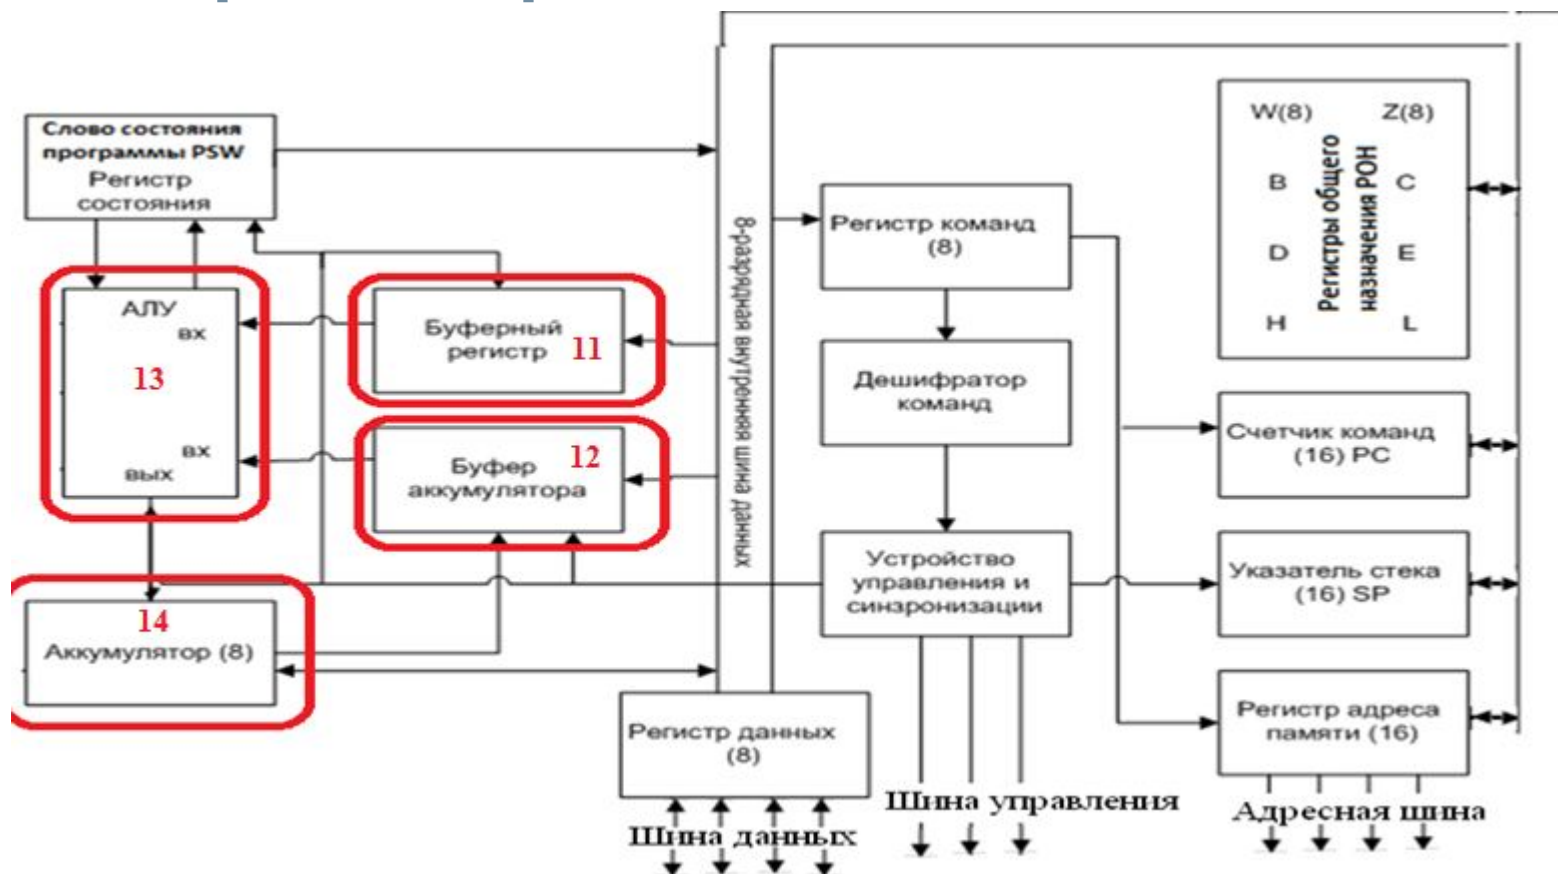 Слово состояния
программы PSW
Регистр
состояния
АЛУ
вх
13
вх
вых
Буферный
регистр
11
Буфер
аккумулятора
12
14
Аккумулятор (8)
8-разрядная внутренняя шина данных
Регистр данных
(8)
Шина данных
Регистр команд
(8)
Дешифратор
команд
Устройство
управления и
синзронизации
Шина управления
W(8) Z(8)
B C
D E
H L
Регистры общего
назначения РОН
Счетчик команд
(16) PC
Указатель стека
(16) SP
Регистр адреса
памяти (16)
Адресная шина